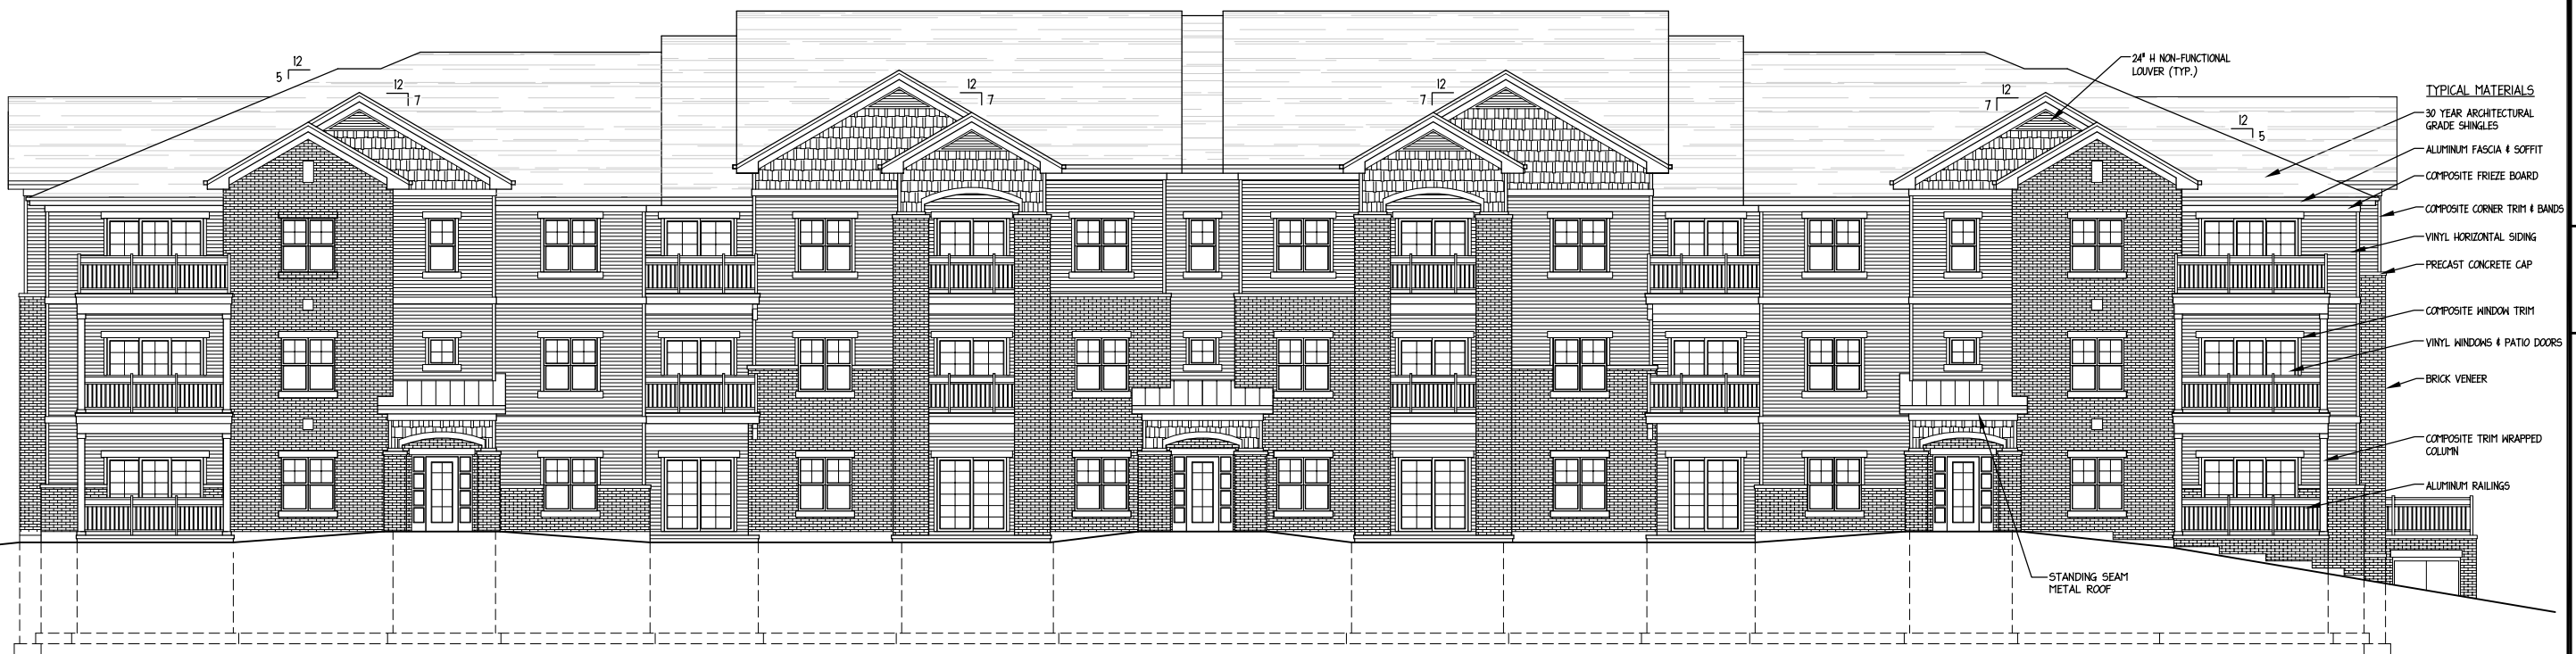 12
5
12
7
12
7
12
7
12
7
12
5
24" H NON-FUNCTIONAL
LOUVER (TYP.)
TYPICAL MATERIALS
30 YEAR ARCHITECTURAL
GRADE SHINGLES
ALUMINUM FASCIA & SOFFIT
COMPOSITE FRIEZE BOARD
COMPOSITE CORNER TRIM & BANDS
VINYL HORIZONTAL SIDING
PRECAST CONCRETE CAP
COMPOSITE WINDOW TRIM
VINYL WINDOWS & PATIO DOORS
BRICK VENEER
COMPOSITE TRIM WRAPPED
COLUMN
ALUMINUM RAILINGS
STANDING SEAM
METAL ROOF